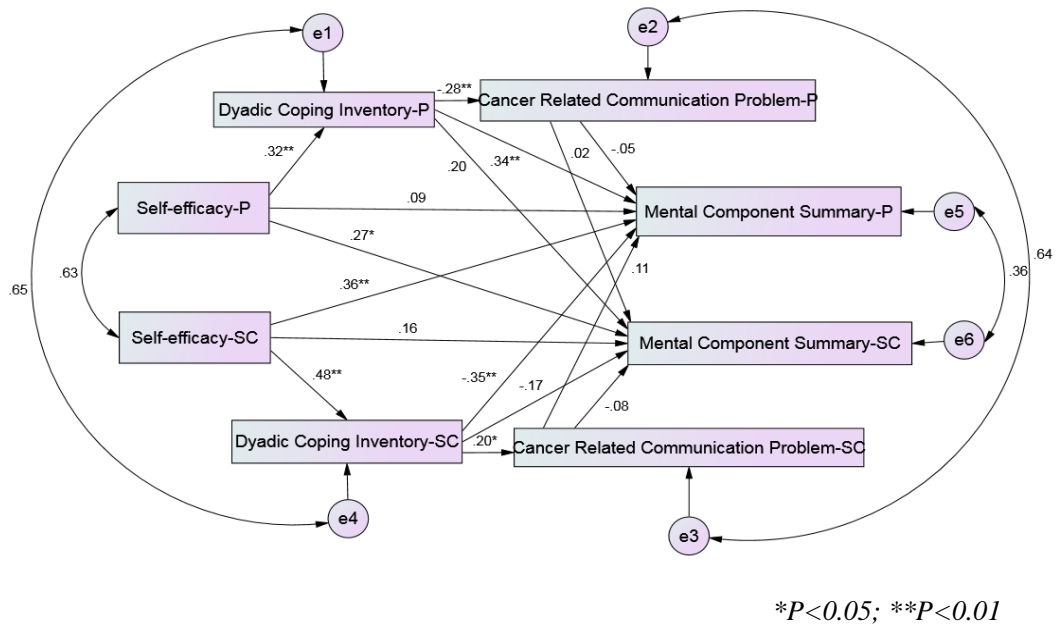 e1
e2
Dyadic Coping Inventory-P
-.28**
Cancer Related Communication Problem-P
.32**
.20
.34**
.02
-.05
Self-efficacy-P
.09
Mental Component Summary-P
e5
.27*
.63
.36**
.11
.36
.64
.65
Self-efficacy-SC
.16
Mental Component Summary-SC
e6
.48**
-.35**
-.17
-.08
Dyadic Coping Inventory-SC
.20*
Cancer Related Communication Problem-SC
e4
e3
*P<0.05; **P<0.01